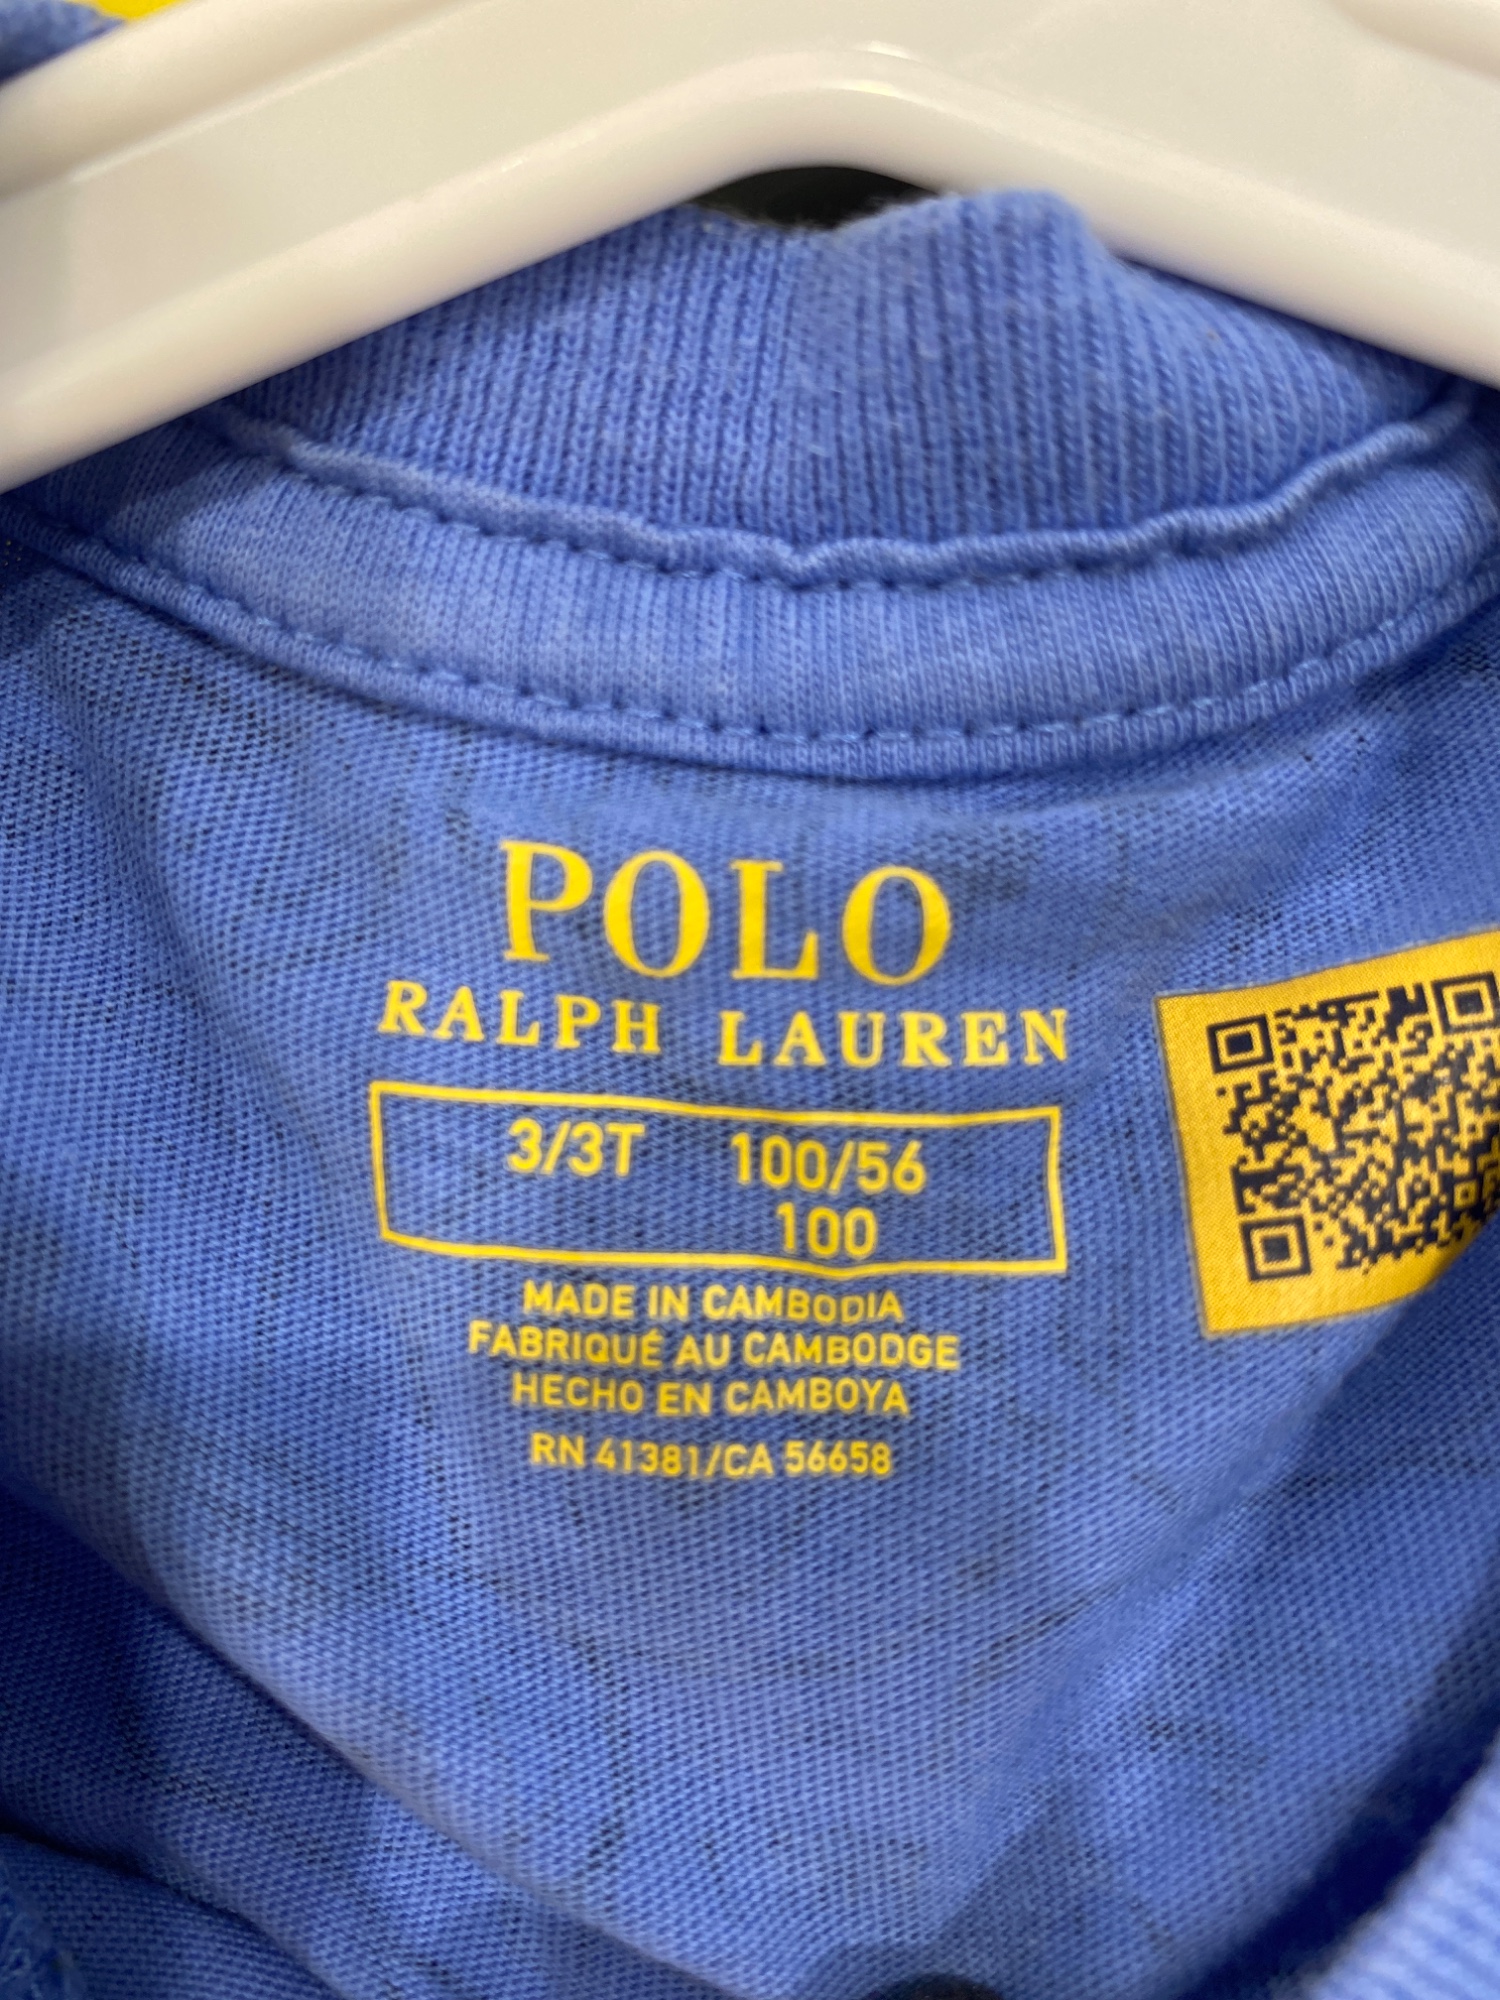 POLO
RALPH LAUREN
3/3T 100/56
100
MADE IN CAMBODIA
FABRIQUÉ AU CAMBODGE
HECHO EN CAMBOYA
RN 41381/CA 56658